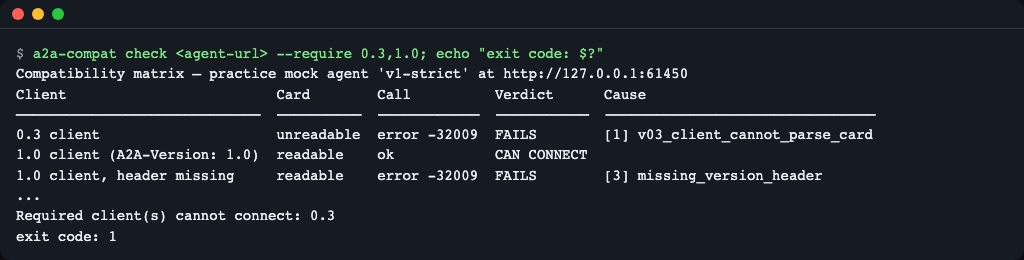 $ a2a-compat check <agent-url> --require 0.3,1.0; echo "exit code: $?"
Compatibility matrix — practice mock agent 'v1-strict' at http://127.0.0.1:61450
Client Card Call Verdict Cause
0.3 client unreadable error -32009 FAILS [1] v03_client_cannot_parse_card
1.0 client (A2A-Version: 1.0) readable ok CAN CONNECT
1.0 client, header missing readable error -32009 FAILS [3] missing_version_header
...
Required client(s) cannot connect: 0.3
exit code: 1